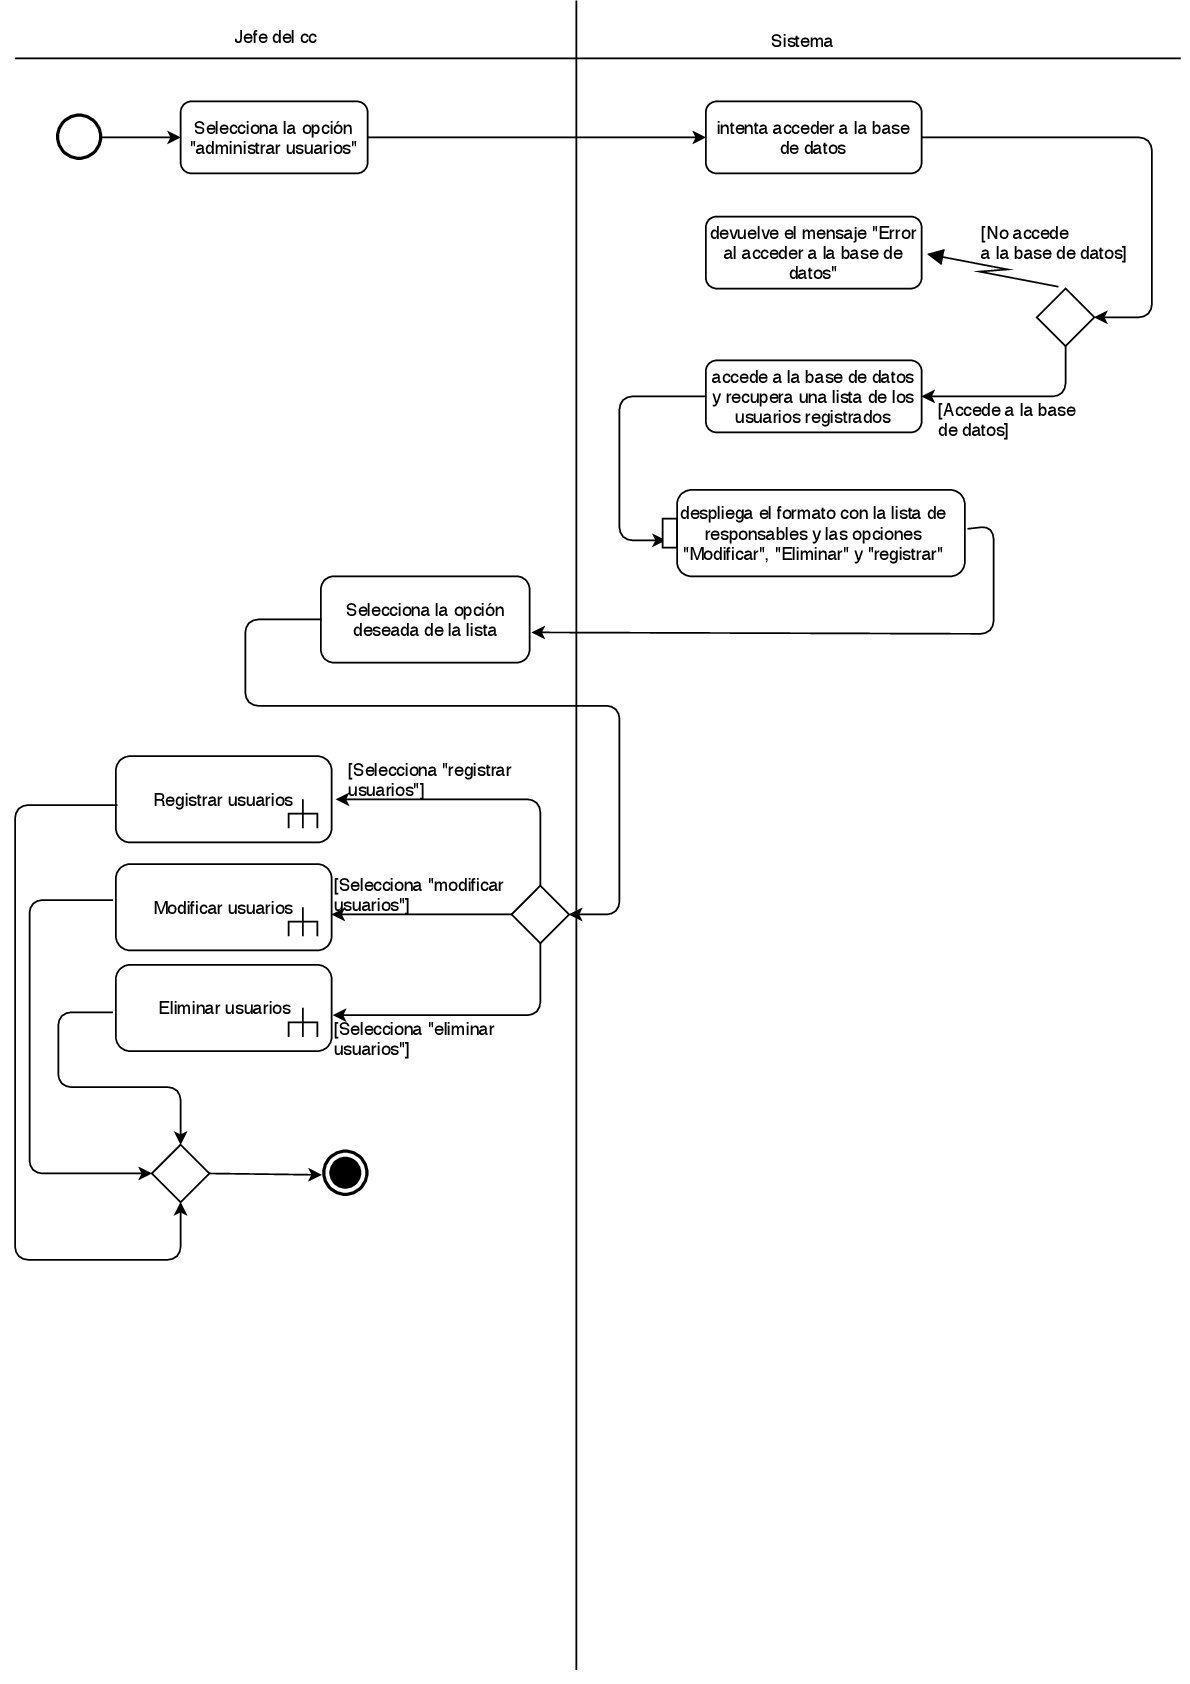 Jefe del cc
Sistema
Selecciona la opción
"administrar usuarios"
intenta acceder a la base
de datos
devuelve el mensaje "Error
al acceder a la base de
datos"
[No accede
a la base de datos]
accede a la base de datos
y recupera una lista de los
usuarios registrados
[Accede a la base
de datos]
despliega el formato con la lista de
responsables y las opciones
"Modificar", "Eliminar" y "registrar"
Selecciona la opción
deseada de la lista
[Selecciona "registrar
usuarios"]
Registrar usuarios
[Selecciona "modificar
usuarios"]
Modificar usuarios
Eliminar usuarios
[Selecciona "eliminar
usuarios"]